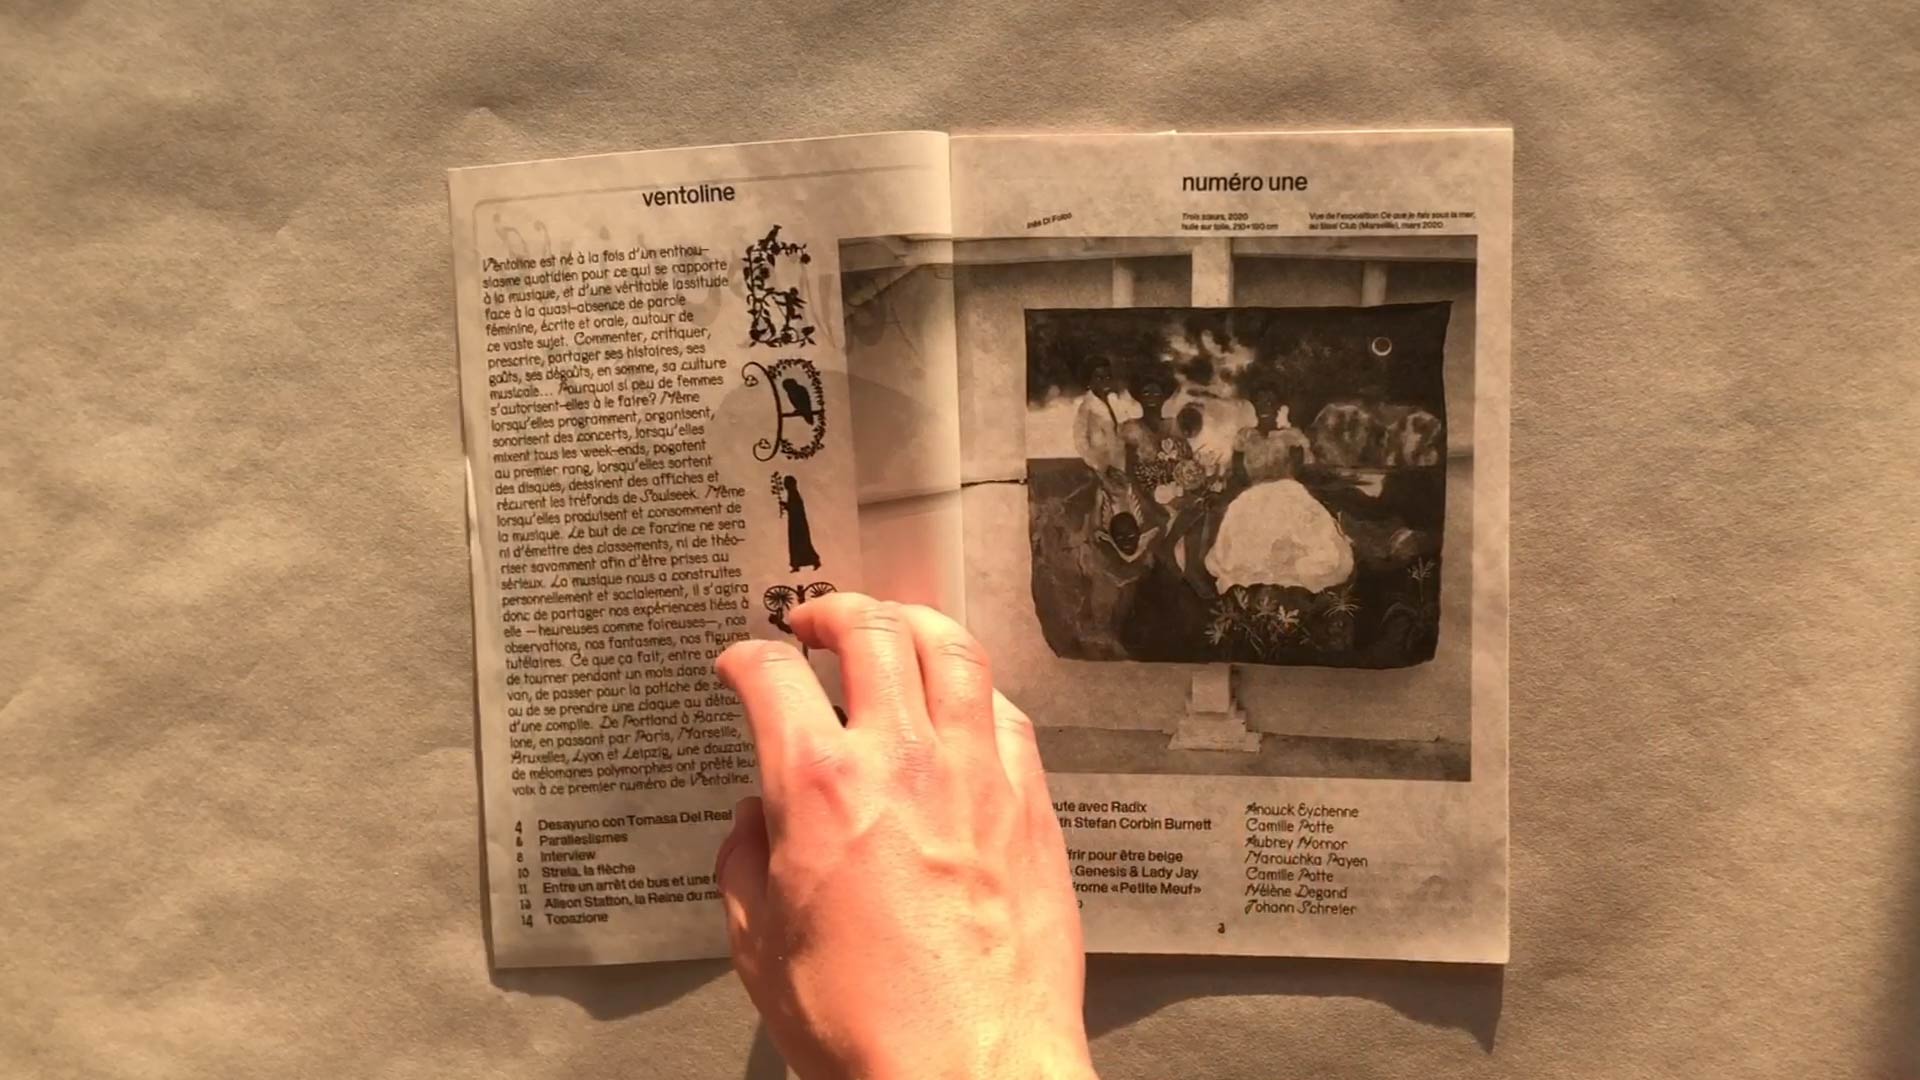 ventoline
Ventoline est né à la fois d'un enthou–
siasme quotidien pour ce qui se rapporte
à la musique, et d'une véritable lassitude
face à la quasi-absence de parole
féminine, écrite et orale, autour de
ce vaste sujet. Commenter, critiquer,
prescrire, partager ses histoires, ses
goûts, ses dégoûts, en somme, sa culture
musicale... Pourquoi si peu de femmes
s'autorisent-elles à le faire? Même
lorsqu'elles programment, organisent,
sonorisent des concerts, lorsqu'elles
mixent tous les week-ends, pogotent
au premier rang, lorsqu'elles sortent
des disques, dessinent des affiches et
récurent les tréfonds de Soulseek. Même
lorsqu'elles produisent et consomment de
la musique. Le but de ce fanzine ne sera
ni d'émettre des classements, ni de théo–
riser savamment afin d'être prises au
sérieux. La musique nous a construites
personnellement et socialement, il s'agira
donc de partager nos expériences liées à
elle —heureuses comme foireuses—, nos
observations, nos fantasmes, nos figures
tutélaires. Ce que ça fait, entre au
de tourner pendant un mois dans u
van, de passer pour la potiche de se
ou de se prendre une claque au détou
d'une compile. De Portland à Barce–
lone, en passant par Paris, Marseille,
Bruxelles, Lyon et Leipzig, une douzain
de mélomanes polymorphes ont prêté leu
voix à ce premier numéro de Ventoline.
4 Desayuno con Tomasa Del Real
6 Paralleslismes
8 Interview
10 Strela, la flèche
11 Entre un arrêt de bus et une f
13 Alison Statton, la Reine du mi
14 Topazione
numéro une
Inès Di Folco
Trois sœurs, 2020
huile sur toile, 210×190 cm
Vue de l'exposition Ce que je fais sous la mer,
au Belsunce Club (Marseille), mars 2020
ute avec Radix
th Stefan Corbin Burnett
frir pour être beige
Genesis & Lady Jay
rome «Petite Meuf»
o
Anouck Eychenne
Camille Potte
Aubrey Nomor
Marouchka Payen
Camille Potte
Hélène Degand
Johann Schreier
3